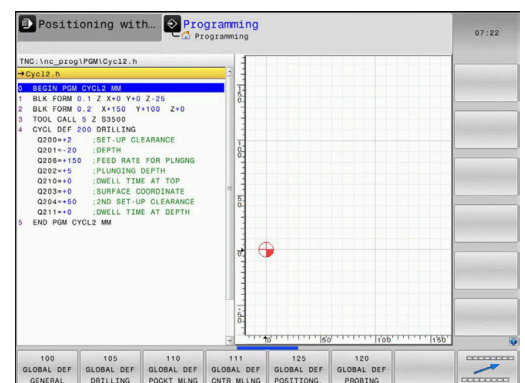 Positioning with...
Programming
Programming
07:22
TNC:\nc_prog\PGM\Cycl2.h
→Cycl2.h
0 BEGIN PGM CYCL2 MM
1 BLK FORM 0.1 Z X+0 Y+0 Z-25
2 BLK FORM 0.2 X+150 Y+100 Z+0
3 TOOL CALL 5 Z S3500
4 CYCL DEF 200 DRILLING
Q200=+2 ;SET-UP CLEARANCE
Q201=-20 ;DEPTH
Q206=+150 ;FEED RATE FOR PLNGNG
Q202=+5 ;PLUNGING DEPTH
Q210=+0 ;DWELL TIME AT TOP
Q203=+0 ;SURFACE COORDINATE
Q204=+50 ;2ND SET-UP CLEARANCE
Q211=+0 ;DWELL TIME AT DEPTH
5 END PGM CYCL2 MM
0 50 100 150
100 GLOBAL DEF GENERAL
105 GLOBAL DEF DRILLING
110 GLOBAL DEF POCKT MLNG
111 GLOBAL DEF CNTR MLLNG
125 GLOBAL DEF POSITIONG.
120 GLOBAL DEF PROBING